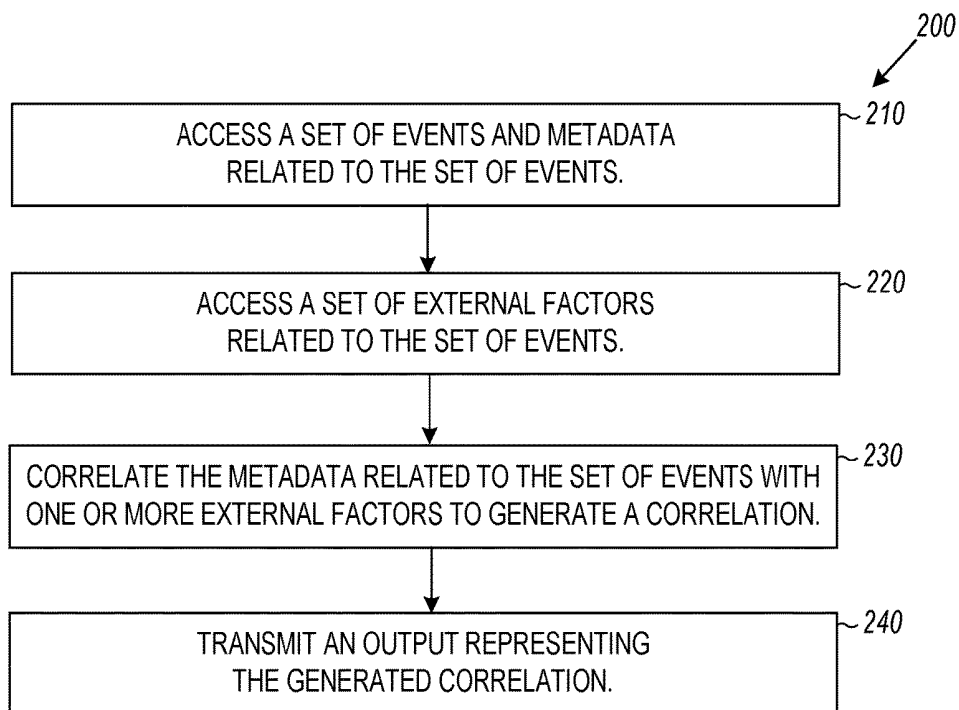 200
210
ACCESS A SET OF EVENTS AND METADATA
RELATED TO THE SET OF EVENTS.
220
ACCESS A SET OF EXTERNAL FACTORS
RELATED TO THE SET OF EVENTS.
230
CORRELATE THE METADATA RELATED TO THE SET OF EVENTS WITH
ONE OR MORE EXTERNAL FACTORS TO GENERATE A CORRELATION.
240
TRANSMIT AN OUTPUT REPRESENTING
THE GENERATED CORRELATION.